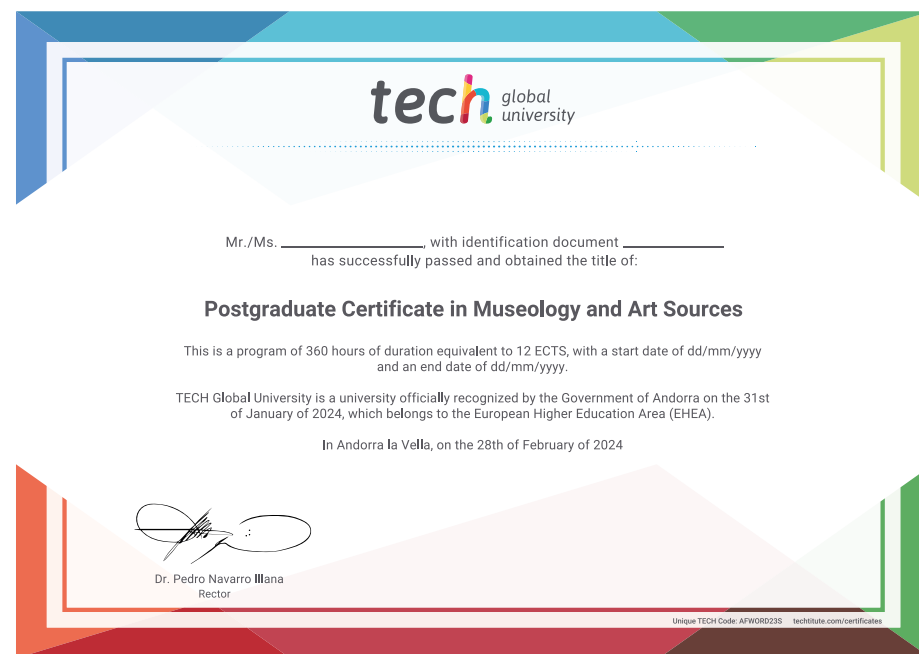 tech global university
Mr./Ms. ____________________, with identification document ______________
has successfully passed and obtained the title of:
Postgraduate Certificate in Museology and Art Sources
This is a program of 360 hours of duration equivalent to 12 ECTS, with a start date of dd/mm/yyyy
and an end date of dd/mm/yyyy.
TECH Global University is a university officially recognized by the Government of Andorra on the 31st
of January of 2024, which belongs to the European Higher Education Area (EHEA).
In Andorra la Vella, on the 28th of February of 2024
Dr. Pedro Navarro Illana
Rector
Unique TECH Code: AFWORD23S techtitute.com/certificates